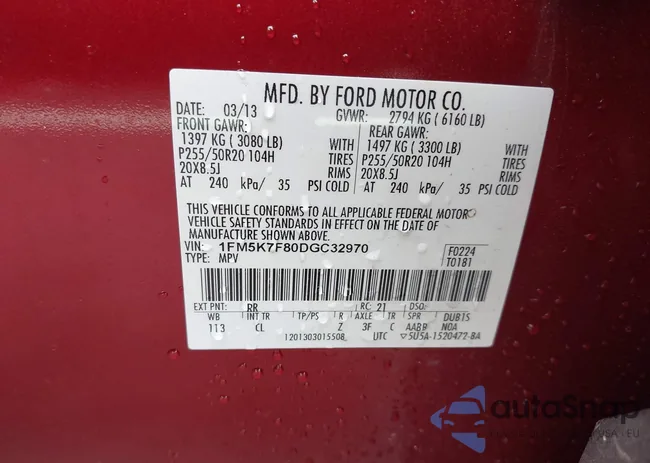 MFD. BY FORD MOTOR CO.
DATE: 03/13 GVWR: 2794 KG ( 6160 LB)
FRONT GAWR: REAR GAWR:
1397 KG ( 3080 LB) WITH 1497 KG ( 3300 LB) WITH
P255/50R20 104H TIRES P255/50R20 104H TIRES
20X8.5J RIMS 20X8.5J RIMS
AT 240 kPa/ 35 PSI COLD AT 240 kPa/ 35 PSI COLD
THIS VEHICLE CONFORMS TO ALL APPLICABLE FEDERAL MOTOR
VEHICLE SAFETY STANDARDS IN EFFECT ON THE DATE OF
MANUFACTURE SHOWN ABOVE.
VIN: 1FM5K7F80DGC32970 F0224
TYPE: MPV T0181
EXT PNT: RR RC: 21 DSO:
WB INT TR TP/PS R AXLE TR SPR DUBTS
113 CL Z 3F C AABB NOA
1201303015508 UTC 5U5A-1520472-BA
autoSnap
USA - EU